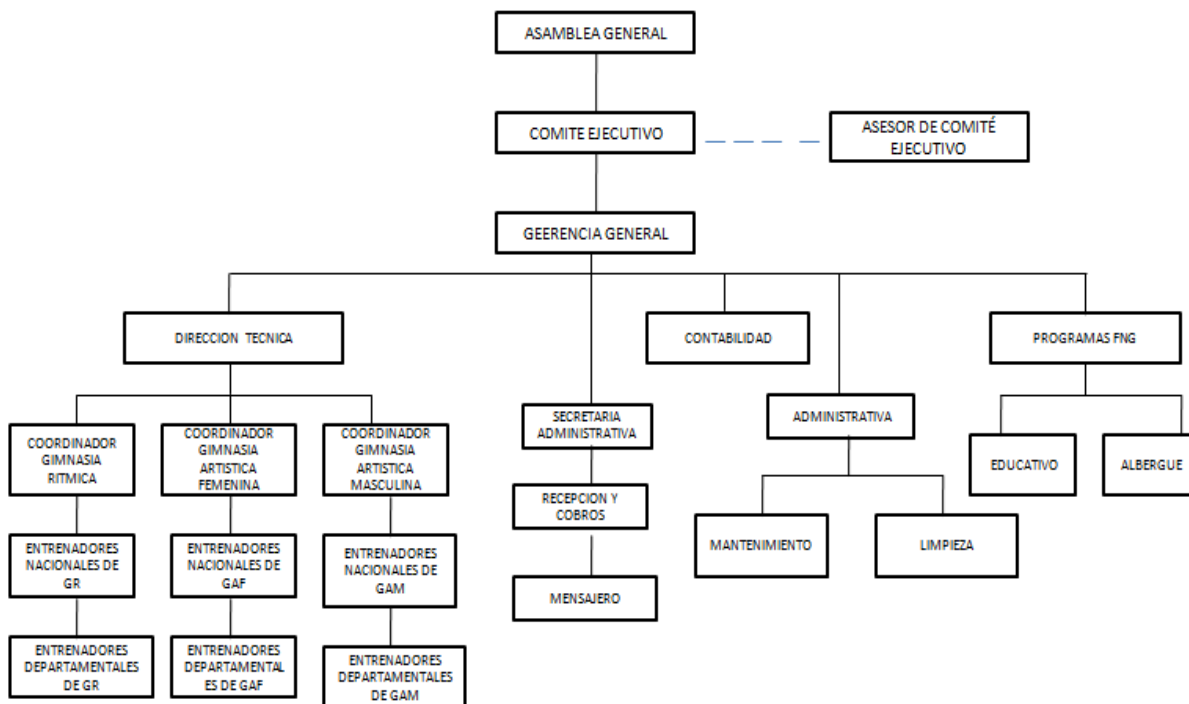 ASAMBLEA GENERAL
COMITE EJECUTIVO
ASESOR DE COMITÉ
EJECUTIVO
GEERENCIA GENERAL
DIRECCION TECNICA
CONTABILIDAD
PROGRAMAS FNG
COORDINADOR
GIMNASIA
RITMICA
COORDINADOR
GIMNASIA
ARTISTICA
FEMENINA
COORDINADOR
GIMNASIA
ARTISTICA
MASCULINA
SECRETARIA
ADMINISTRATIVA
ADMINISTRATIVA
EDUCATIVO
ALBERGUE
RECEPCION Y
COBROS
MANTENIMIENTO
LIMPIEZA
ENTRENADORES
NACIONALES DE
GR
ENTRENADORES
NACIONALES DE
GAF
ENTRENADORES
NACIONALES DE
GAM
MENSAJERO
ENTRENADORES
DEPARTAMENTALES
DE GR
ENTRENADORES
DEPARTAMENTAL
ES DE GAF
ENTRENADORES
DEPARTAMENTALES
DE GAM